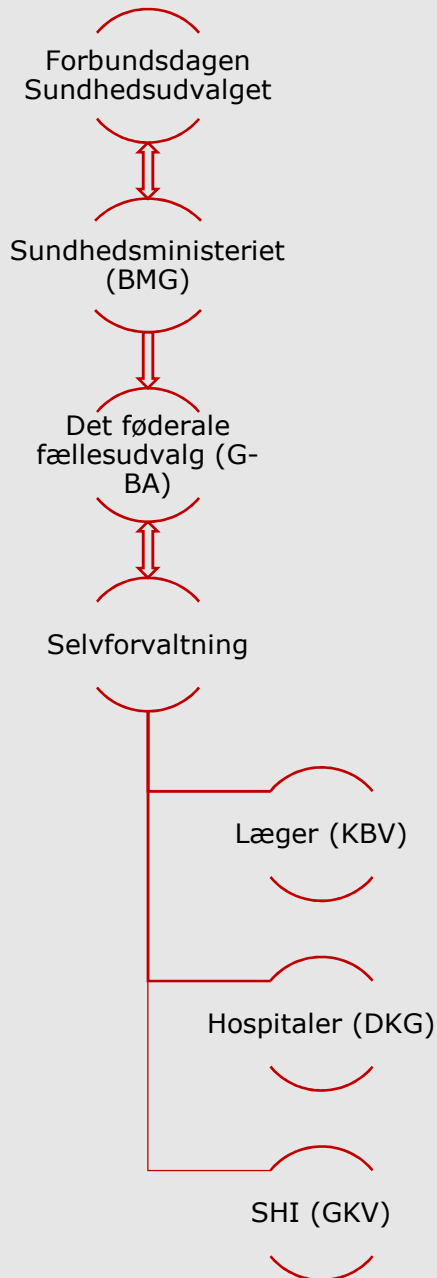 Forbundsdagen
Sundhedsudvalget
Sundhedsministeriet
(BMG)
Det føderale
fællesudvalg (G-
BA)
Selvforvaltning
Læger (KBV)
Hospitaler (DKG)
SHI (GKV)